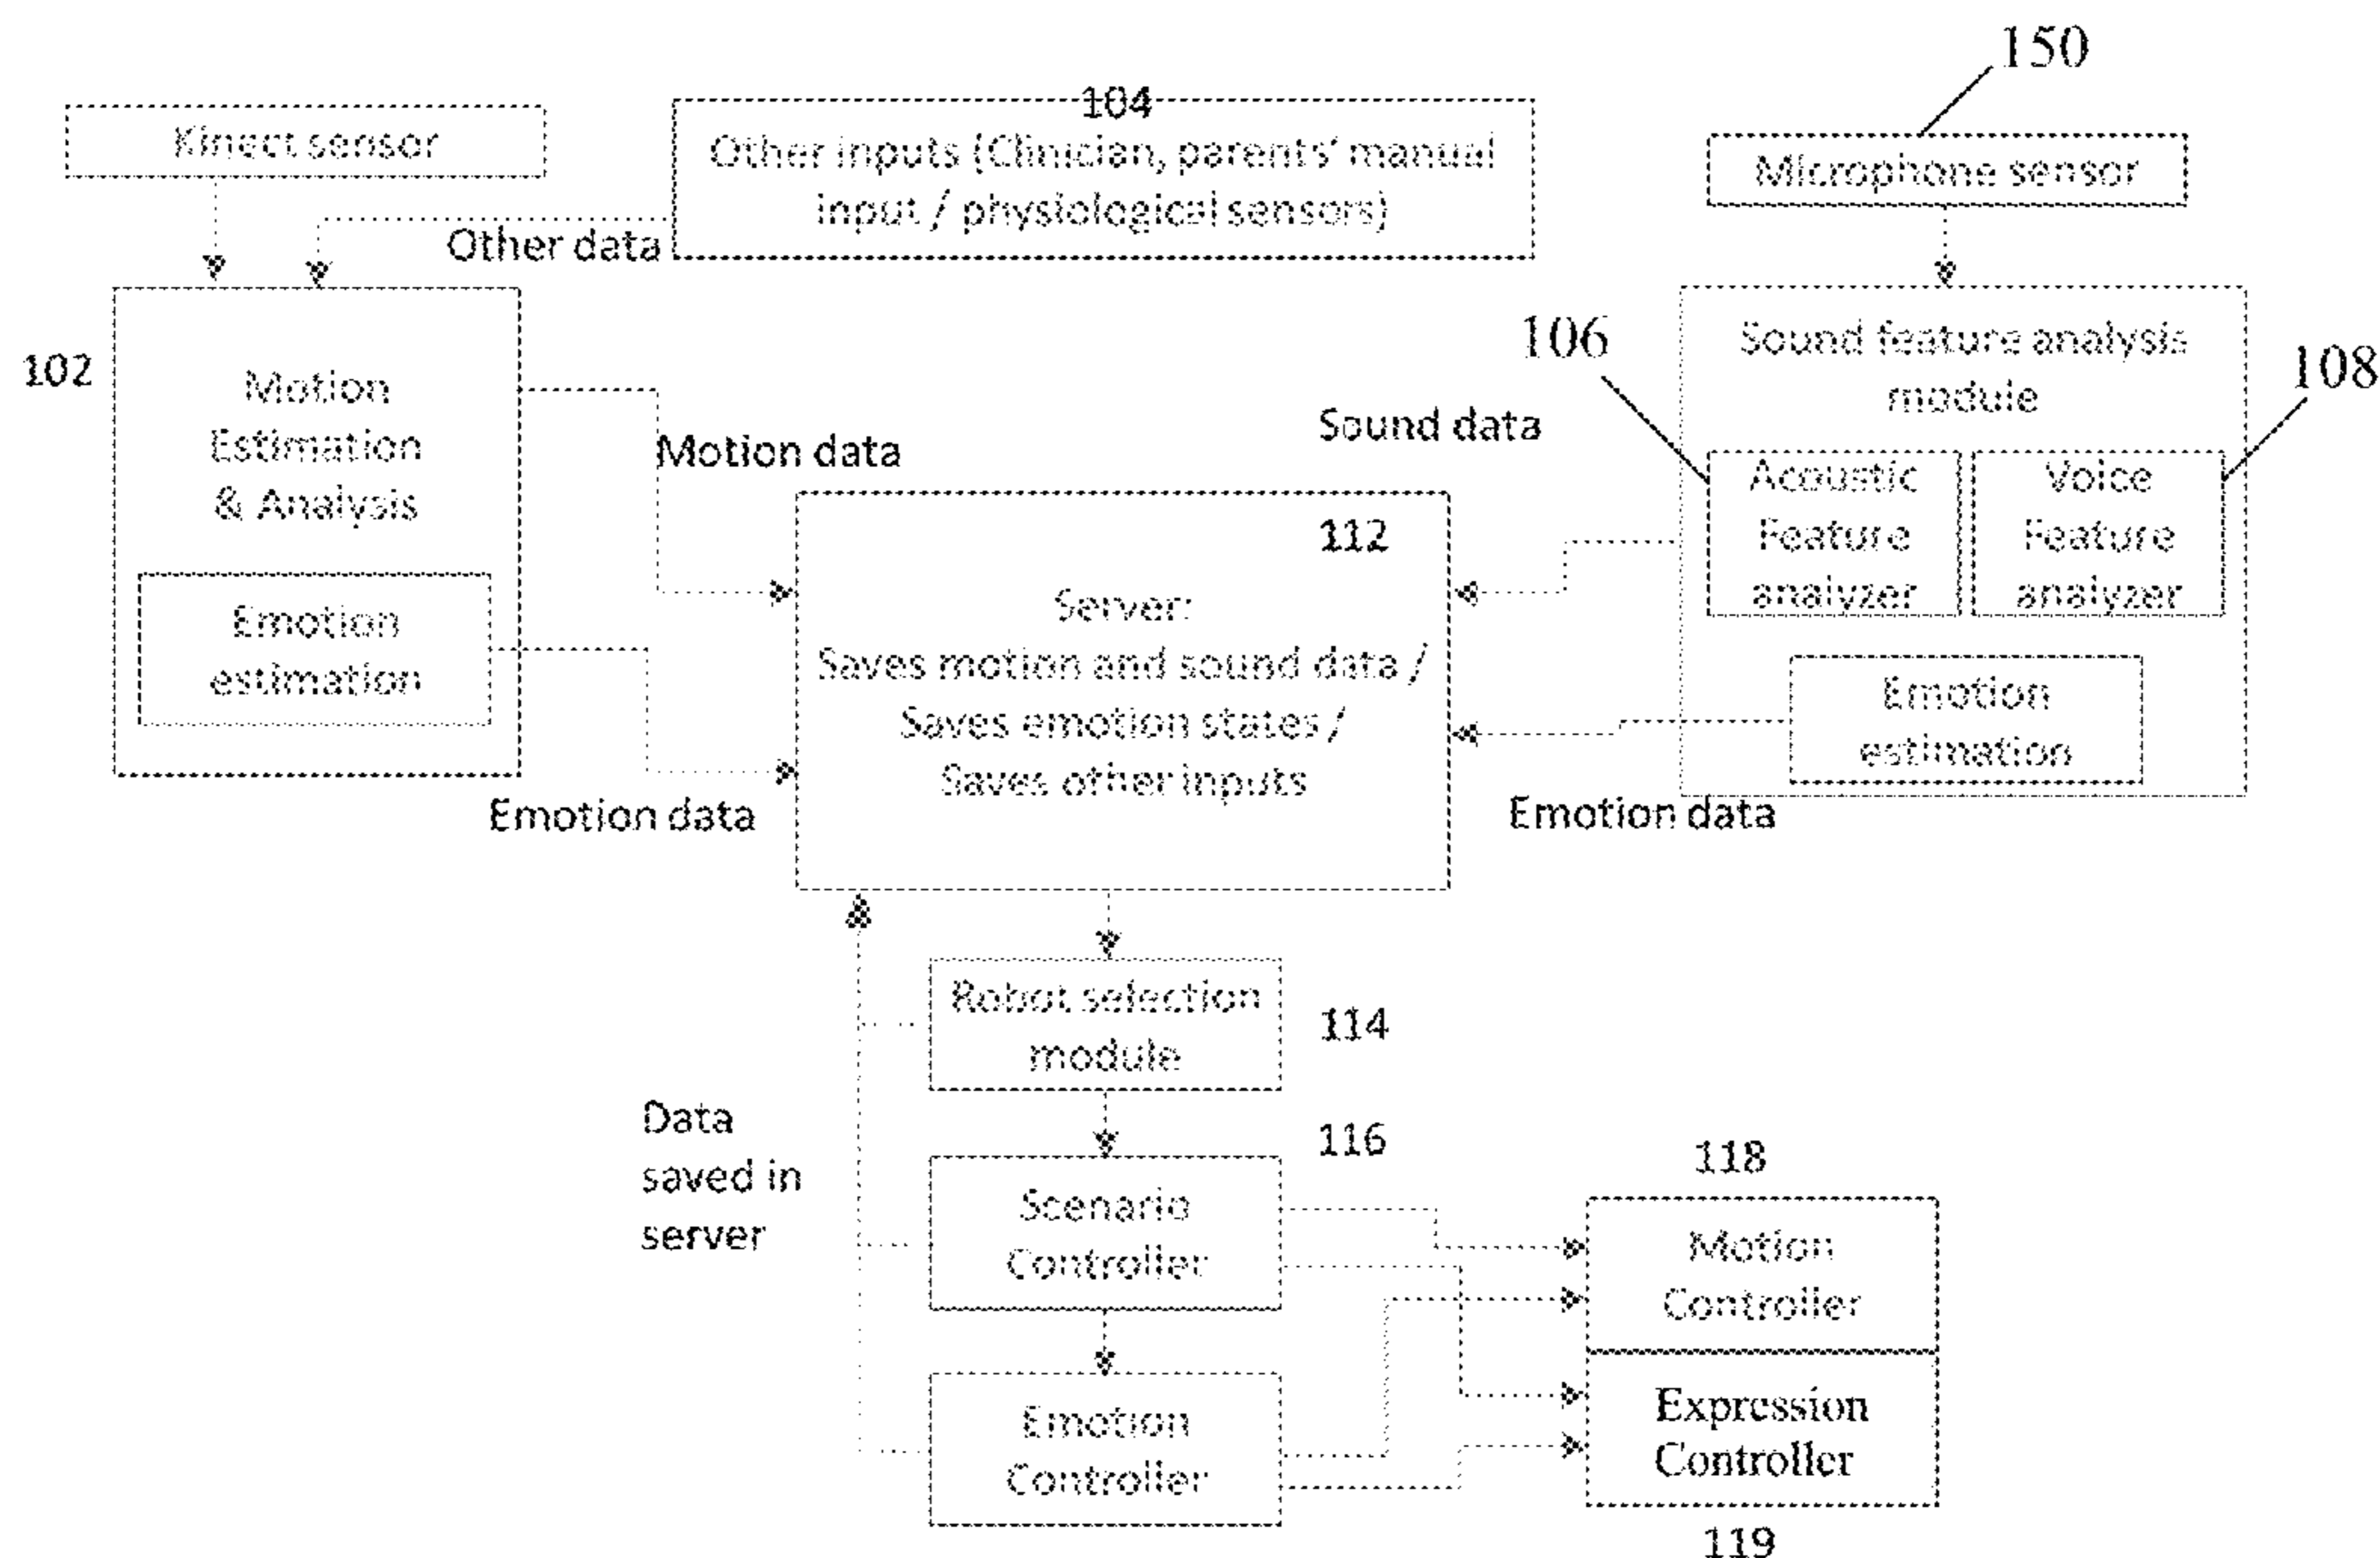 150
104
Kinect sensor
Other inputs (Clinician, parents' manual
input / physiological sensors)
Microphone sensor
Other data
102
Motion
Estimation
& Analysis
Emotion
estimation
Motion data
Emotion data
106
108
Sound feature analysis
module
Sound data
Acoustic
Feature
analyzer
Voice
Feature
analyzer
Emotion
estimation
Emotion data
112
Server:
Saves motion and sound data /
Saves emotion states /
Saves other inputs
Robot selection
module
114
Data
saved in
server
116
Scenario
Controller
118
Motion
Controller
Emotion
Controller
Expression
Controller
119